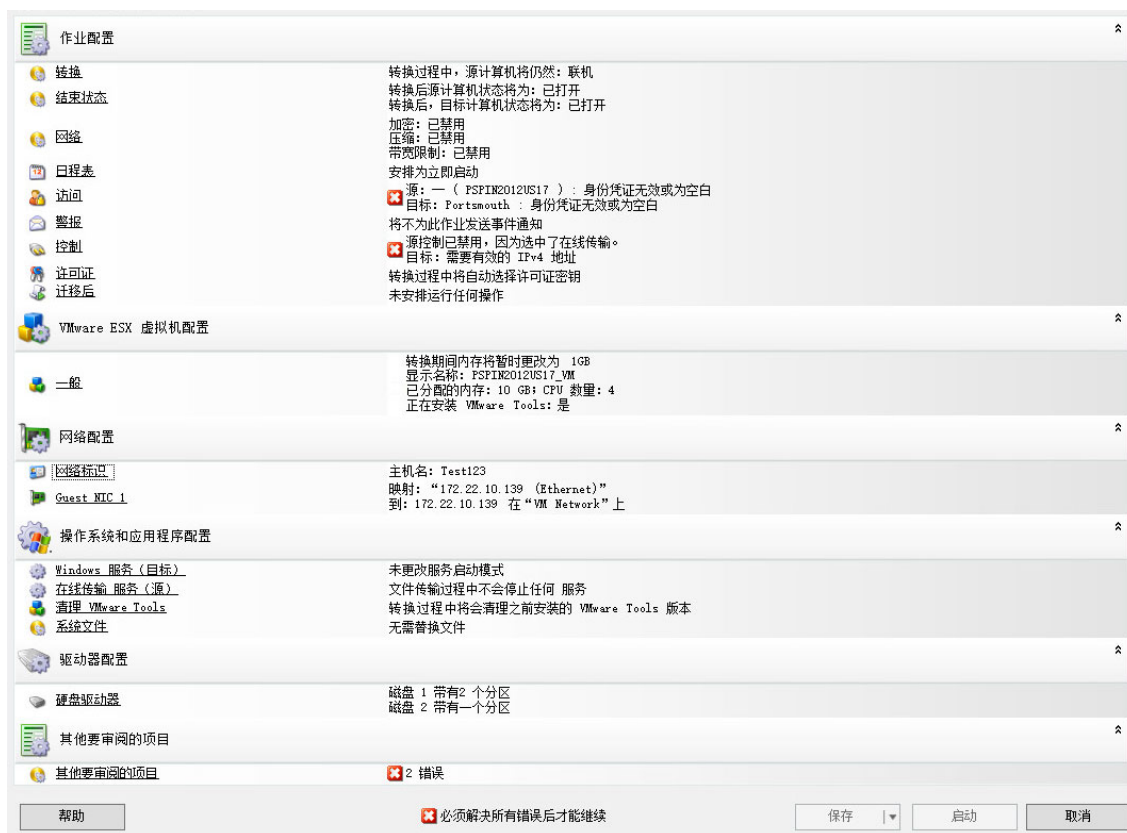 作业配置
转换 转换过程中，源计算机将仍然：联机
结束状态 转换后源计算机状态将为：已打开
转换后，目标计算机状态将为：已打开
网络 加密：已禁用
压缩：已禁用
带宽限制：已禁用
日程表 安排为立即启动
访问 源：一 ( PSPIN2012US17 ) ：身份凭证无效或为空白
目标：Portsmouth ：身份凭证无效或为空白
警报 将不为此作业发送事件通知
控制 源控制已禁用，因为选中了在线传输。
目标：需要有效的 IPv4 地址
许可证 转换过程中将自动选择许可证密钥
迁移后 未安排运行任何操作
VMware ESX 虚拟机配置
一般 转换期间内存将暂时更改为 1GB
显示名称：PSPIN2012US17_VM
已分配的内存：10 GB；CPU 数量：4
正在安装 VMware Tools：是
网络配置
网络标识 主机名：Test123
Guest NIC 1 映射：“172.22.10.139 (Ethernet)”
到：172.22.10.139 在“VM Network”上
操作系统和应用程序配置
Windows 服务（目标） 未更改服务启动模式
在线传输 服务（源） 文件传输过程中不会停止任何 服务
清理 VMware Tools 转换过程中将会清理之前安装的 VMware Tools 版本
系统文件 无需替换文件
驱动器配置
硬盘驱动器 磁盘 1 带有2 个分区
磁盘 2 带有一个分区
其他要审阅的项目
其他要审阅的项目 2 错误
帮助 必须解决所有错误后才能继续 保存 启动 取消